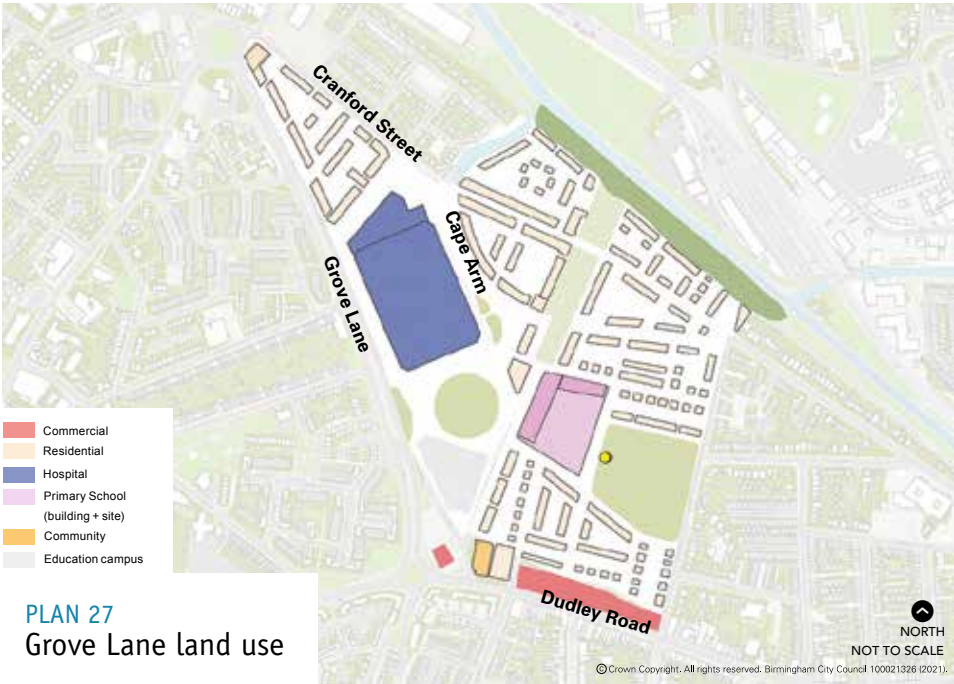 Cranford Street
Cape Arm
Grove Lane
Commercial
Residential
Hospital
Primary School
(building + site)
Community
Education campus
Dudley Road
PLAN 27
Grove Lane land use
NORTH
NOT TO SCALE
© Crown Copyright. All rights reserved. Birmingham City Council 100021326 (2021).